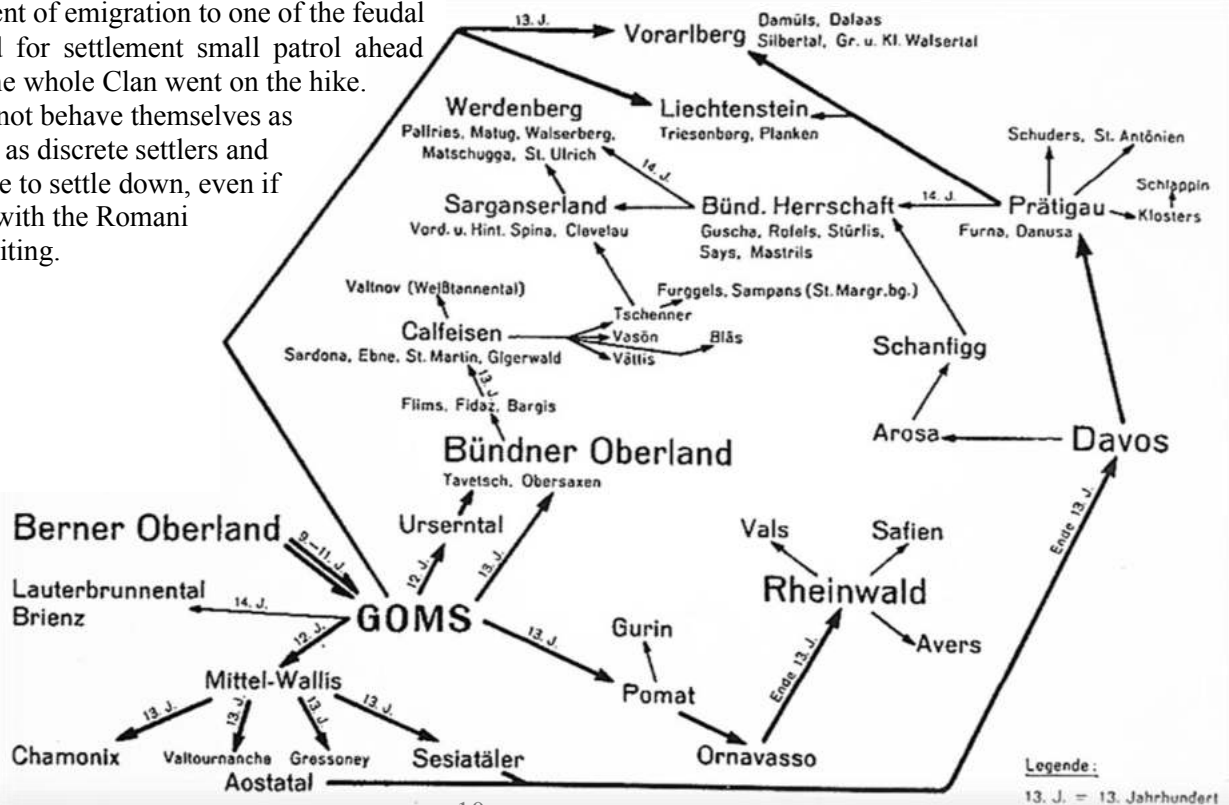 ent of emigration to one of the feudal
for settlement small patrol ahead
he whole Clan went on the hike.
not behave themselves as
as discrete settlers and
e to settle down, even if
with the Romani
iting.
13. J.
Vorarlberg
Damüls, Dalaas
Silbertal, Gr. u. Kl. Walsertal
Werdenberg
Palfries, Matug, Walserberg,
Matschugga, St. Ulrich
Liechtenstein
Triesenberg, Planken
Schuders, St. Antönien
Schlappin
Klosters
14. J.
Sarganserland
Vord. u. Hint. Spina, Clevelau
Bünd. Herrschaft
Guscha, Rofels, Stürlis,
Says, Mastrils
14. J.
Prätigau
Furna, Danusa
Valtnov (Weißtannental)
Furggels, Sampans (St. Margr.bg.)
Tschenner
Calfeisen
Vasön
Bläs
Sardona, Ebne, St. Martin, Gigerwald
Vättis
Schanfigg
13. J.
Flims, Fidaz, Bargis
Arosa
Davos
Bündner Oberland
Tavetsch, Obersaxen
Urserntal
Berner Oberland
9.–11. J.
12. J.
13. J.
Vals
Safien
Ende 13. J.
Rheinwald
Lauterbrunnental
Brienz
14. J.
GOMS
12. J.
13. J.
Gurin
Avers
Mittel-Wallis
Pomat
Ende 13. J.
13. J.
13. J.
13. J.
13. J.
Chamonix
Valtournanche
Gressoney
Sesiatäler
Ornavasso
Aostatal
Legende:
13. J. = 13. Jahrhundert